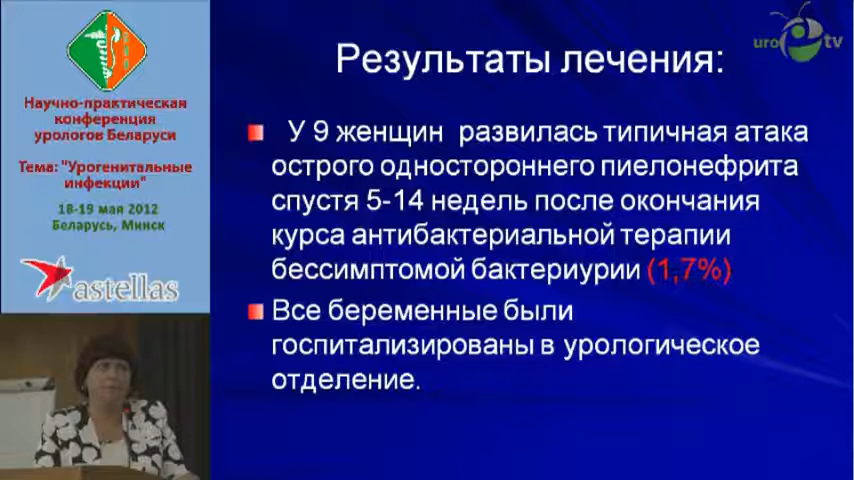 Научно-практическая
конференция
урологов Беларуси
Тема: "Урогенитальные
инфекции"
18-19 мая 2012
Беларусь, Минск
astellas
uro tv
Результаты лечения:
У 9 женщин развилась типичная атака
острого одностороннего пиелонефрита
спустя 5-14 недель после окончания
курса антибактериальной терапии
бессимптомой бактериурии (1,7%)
Все беременные были
госпитализированы в урологическое
отделение.